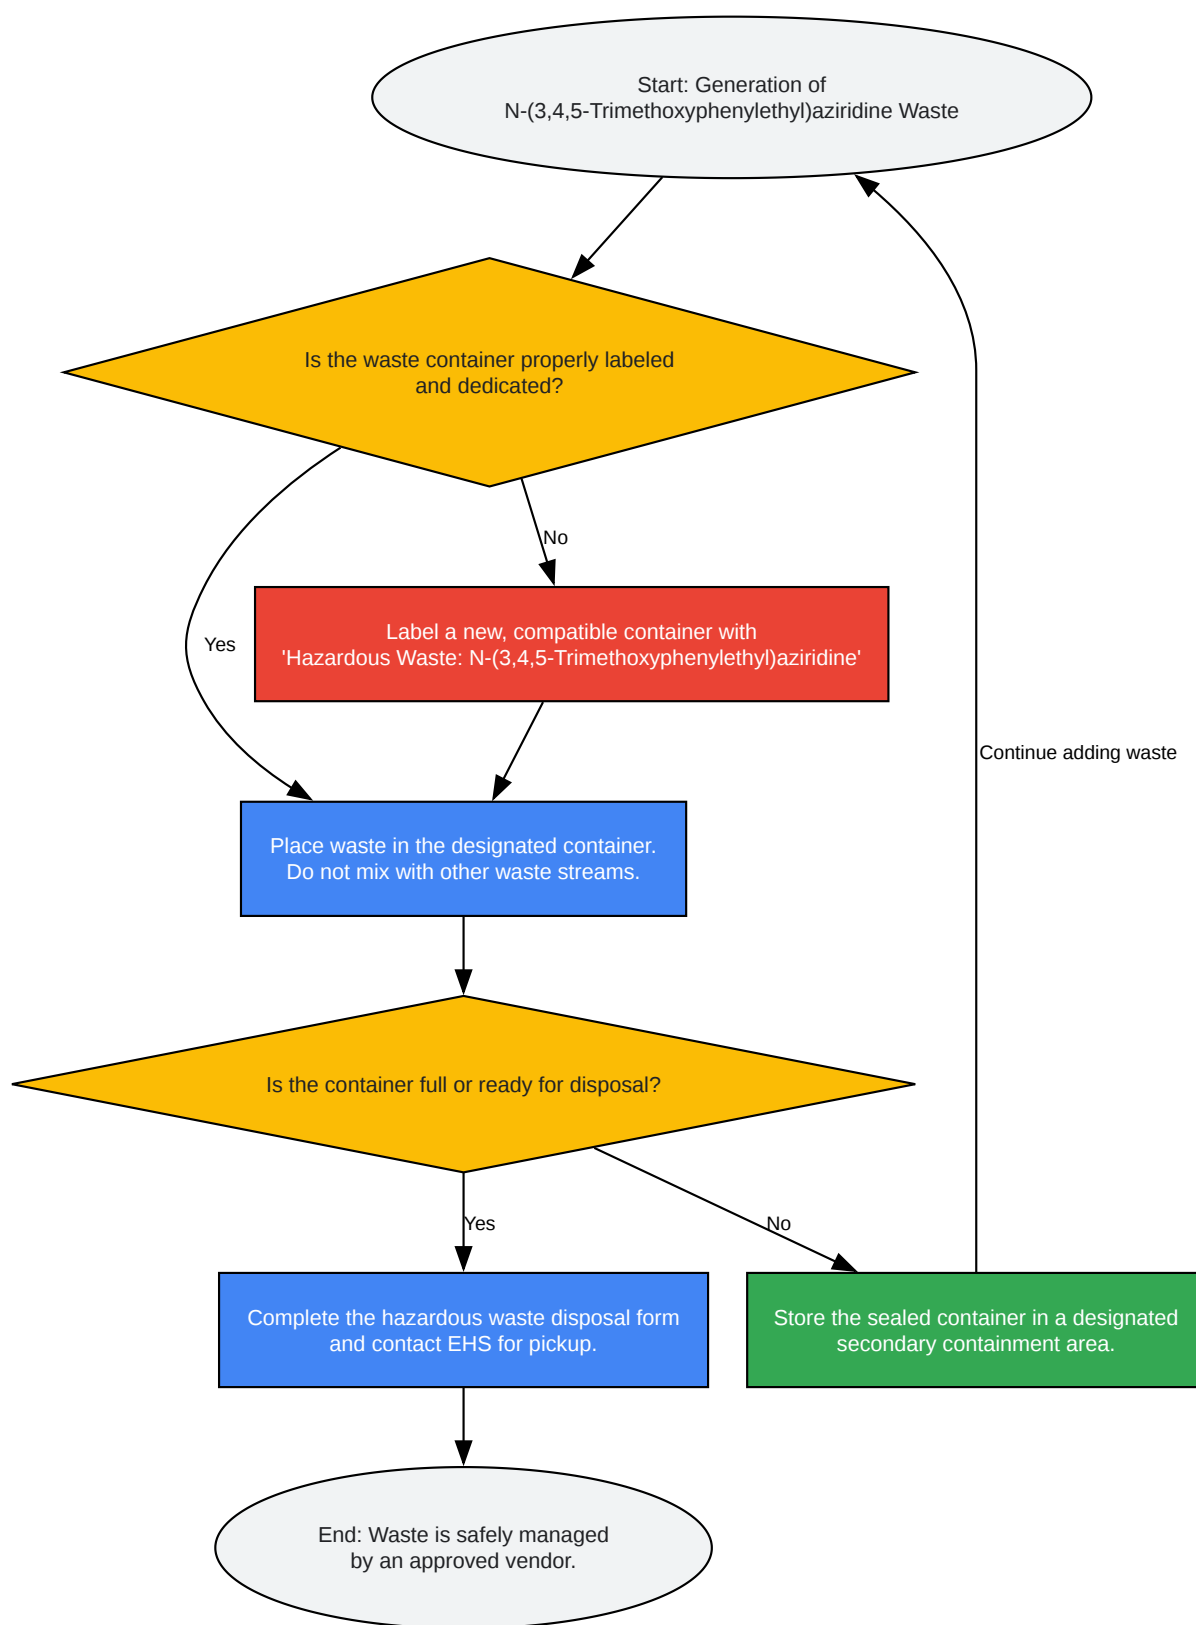 Start: Generation of
N-(3,4,5-Trimethoxyphenylethyl)aziridine Waste
Is the waste container properly labeled
and dedicated?
No
Yes
Label a new, compatible container with
'Hazardous Waste: N-(3,4,5-Trimethoxyphenylethyl)aziridine'
Continue adding waste
Place waste in the designated container.
Do not mix with other waste streams.
Is the container full or ready for disposal?
Yes
No
Complete the hazardous waste disposal form
and contact EHS for pickup.
Store the sealed container in a designated
secondary containment area.
End: Waste is safely managed
by an approved vendor.